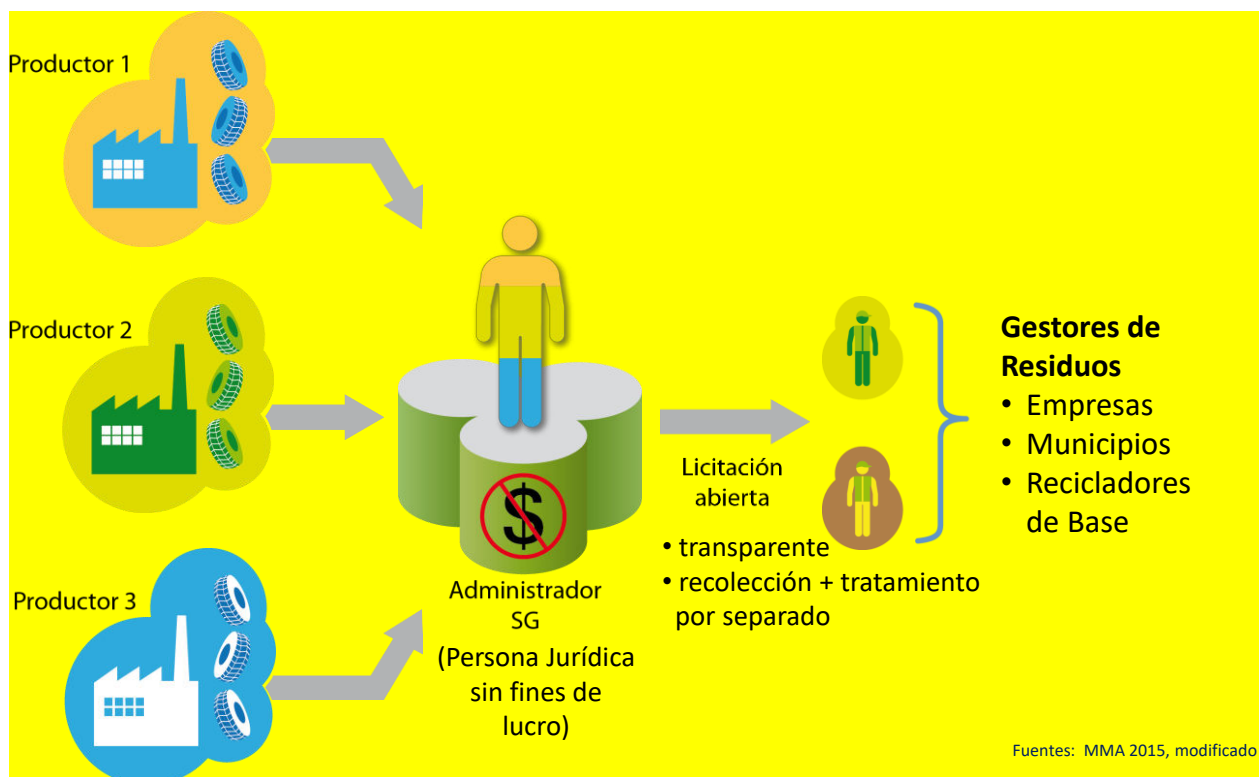 Productor 1
Productor 2
Productor 3
$
Administrador
SG
(Persona Jurídica
sin fines de
lucro)
Licitación
abierta
• transparente
• recolección + tratamiento
por separado
Gestores de
Residuos
• Empresas
• Municipios
• Recicladores
de Base
Fuentes: MMA 2015, modificado